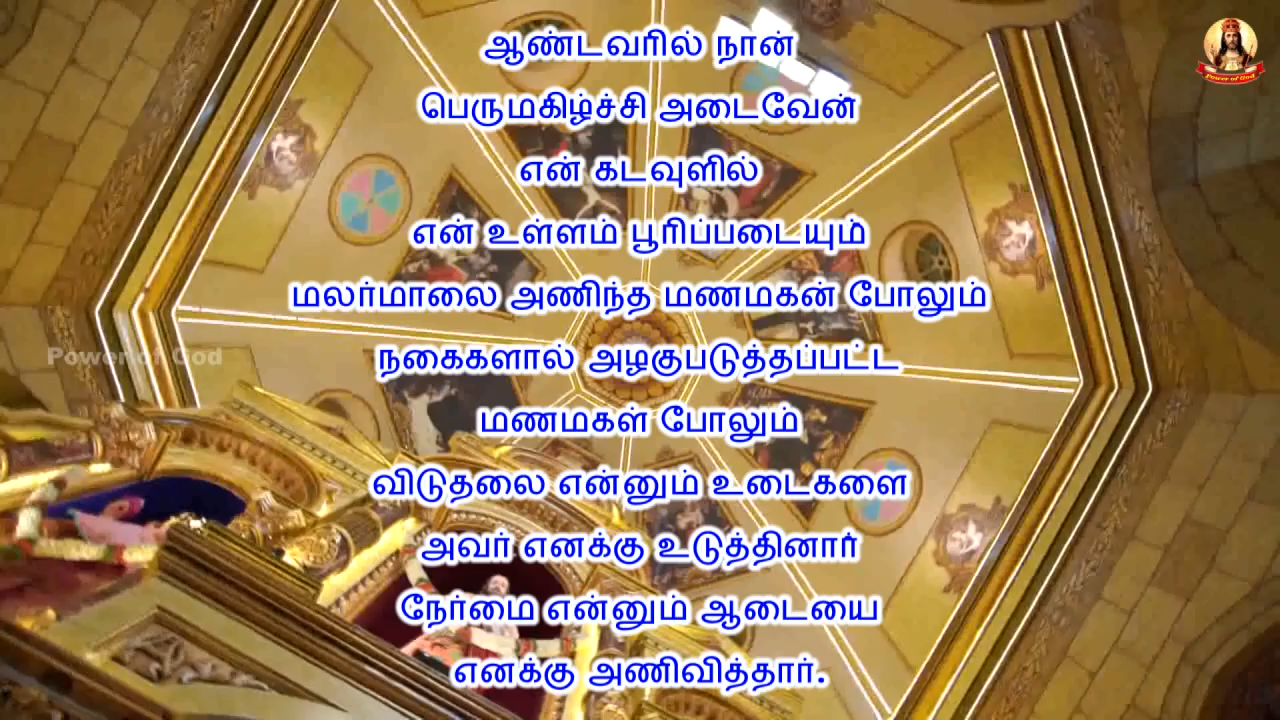 ஆண்டவரில் நான்
பெருமகிழ்ச்சி அடைவேன்
என் கடவுளில்
என் உள்ளம் பூரிப்படையும்
மலர்மாலை அணிந்த மணமகன் போலும்
நகைகளால் அழகுபடுத்தப்பட்ட
மணமகள் போலும்
விடுதலை என்னும் உடைகளை
அவர் எனக்கு உடுத்தினார்
நேர்மை என்னும் ஆடையை
எனக்கு அணிவித்தார்.
Power of God
Power of God